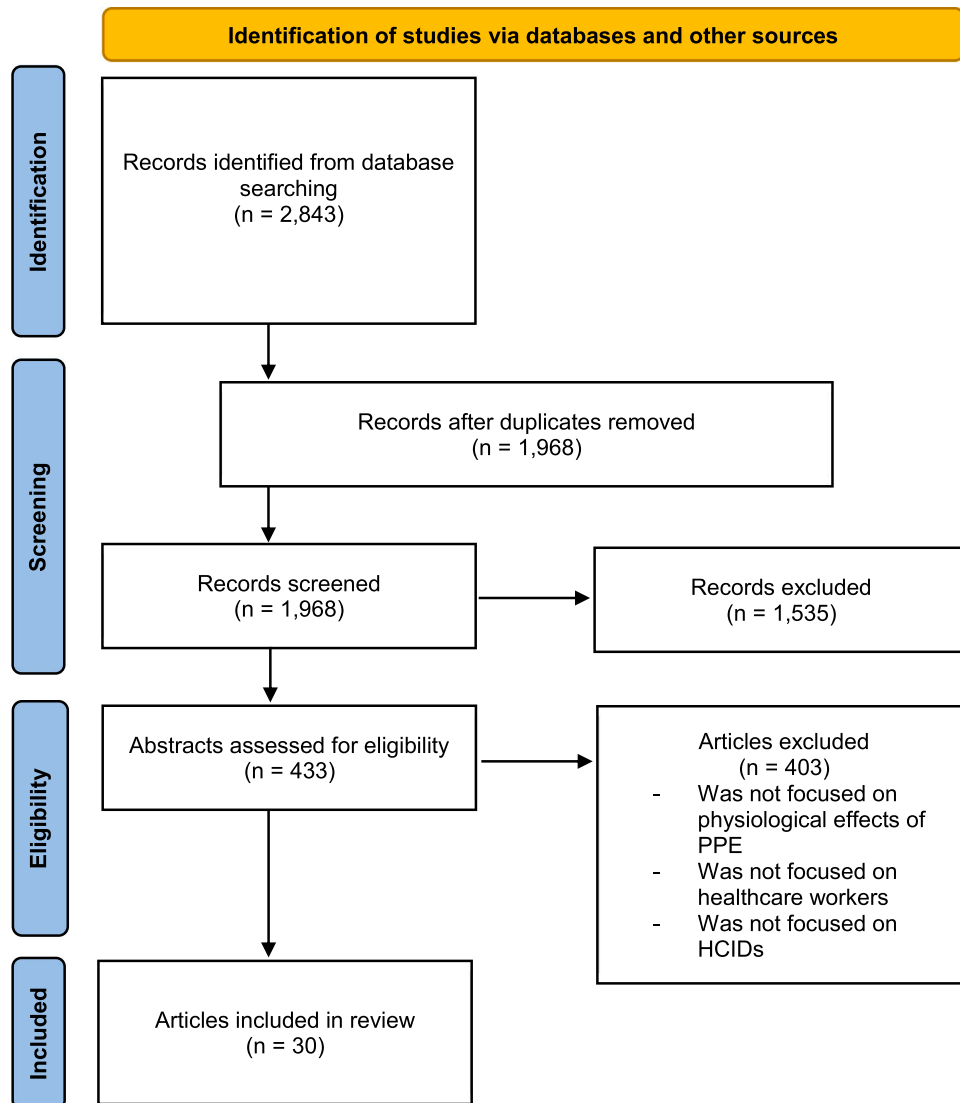 Identification of studies via databases and other sources
Identification
Records identified from database
searching
(n = 2,843)
Screening
Records after duplicates removed
(n = 1,968)
Records screened
(n = 1,968)
Records excluded
(n = 1,535)
Eligibility
Abstracts assessed for eligibility
(n = 433)
Articles excluded
(n = 403)
- Was not focused on
physiological effects of
PPE
- Was not focused on
healthcare workers
- Was not focused on
HCIDs
Included
Articles included in review
(n = 30)